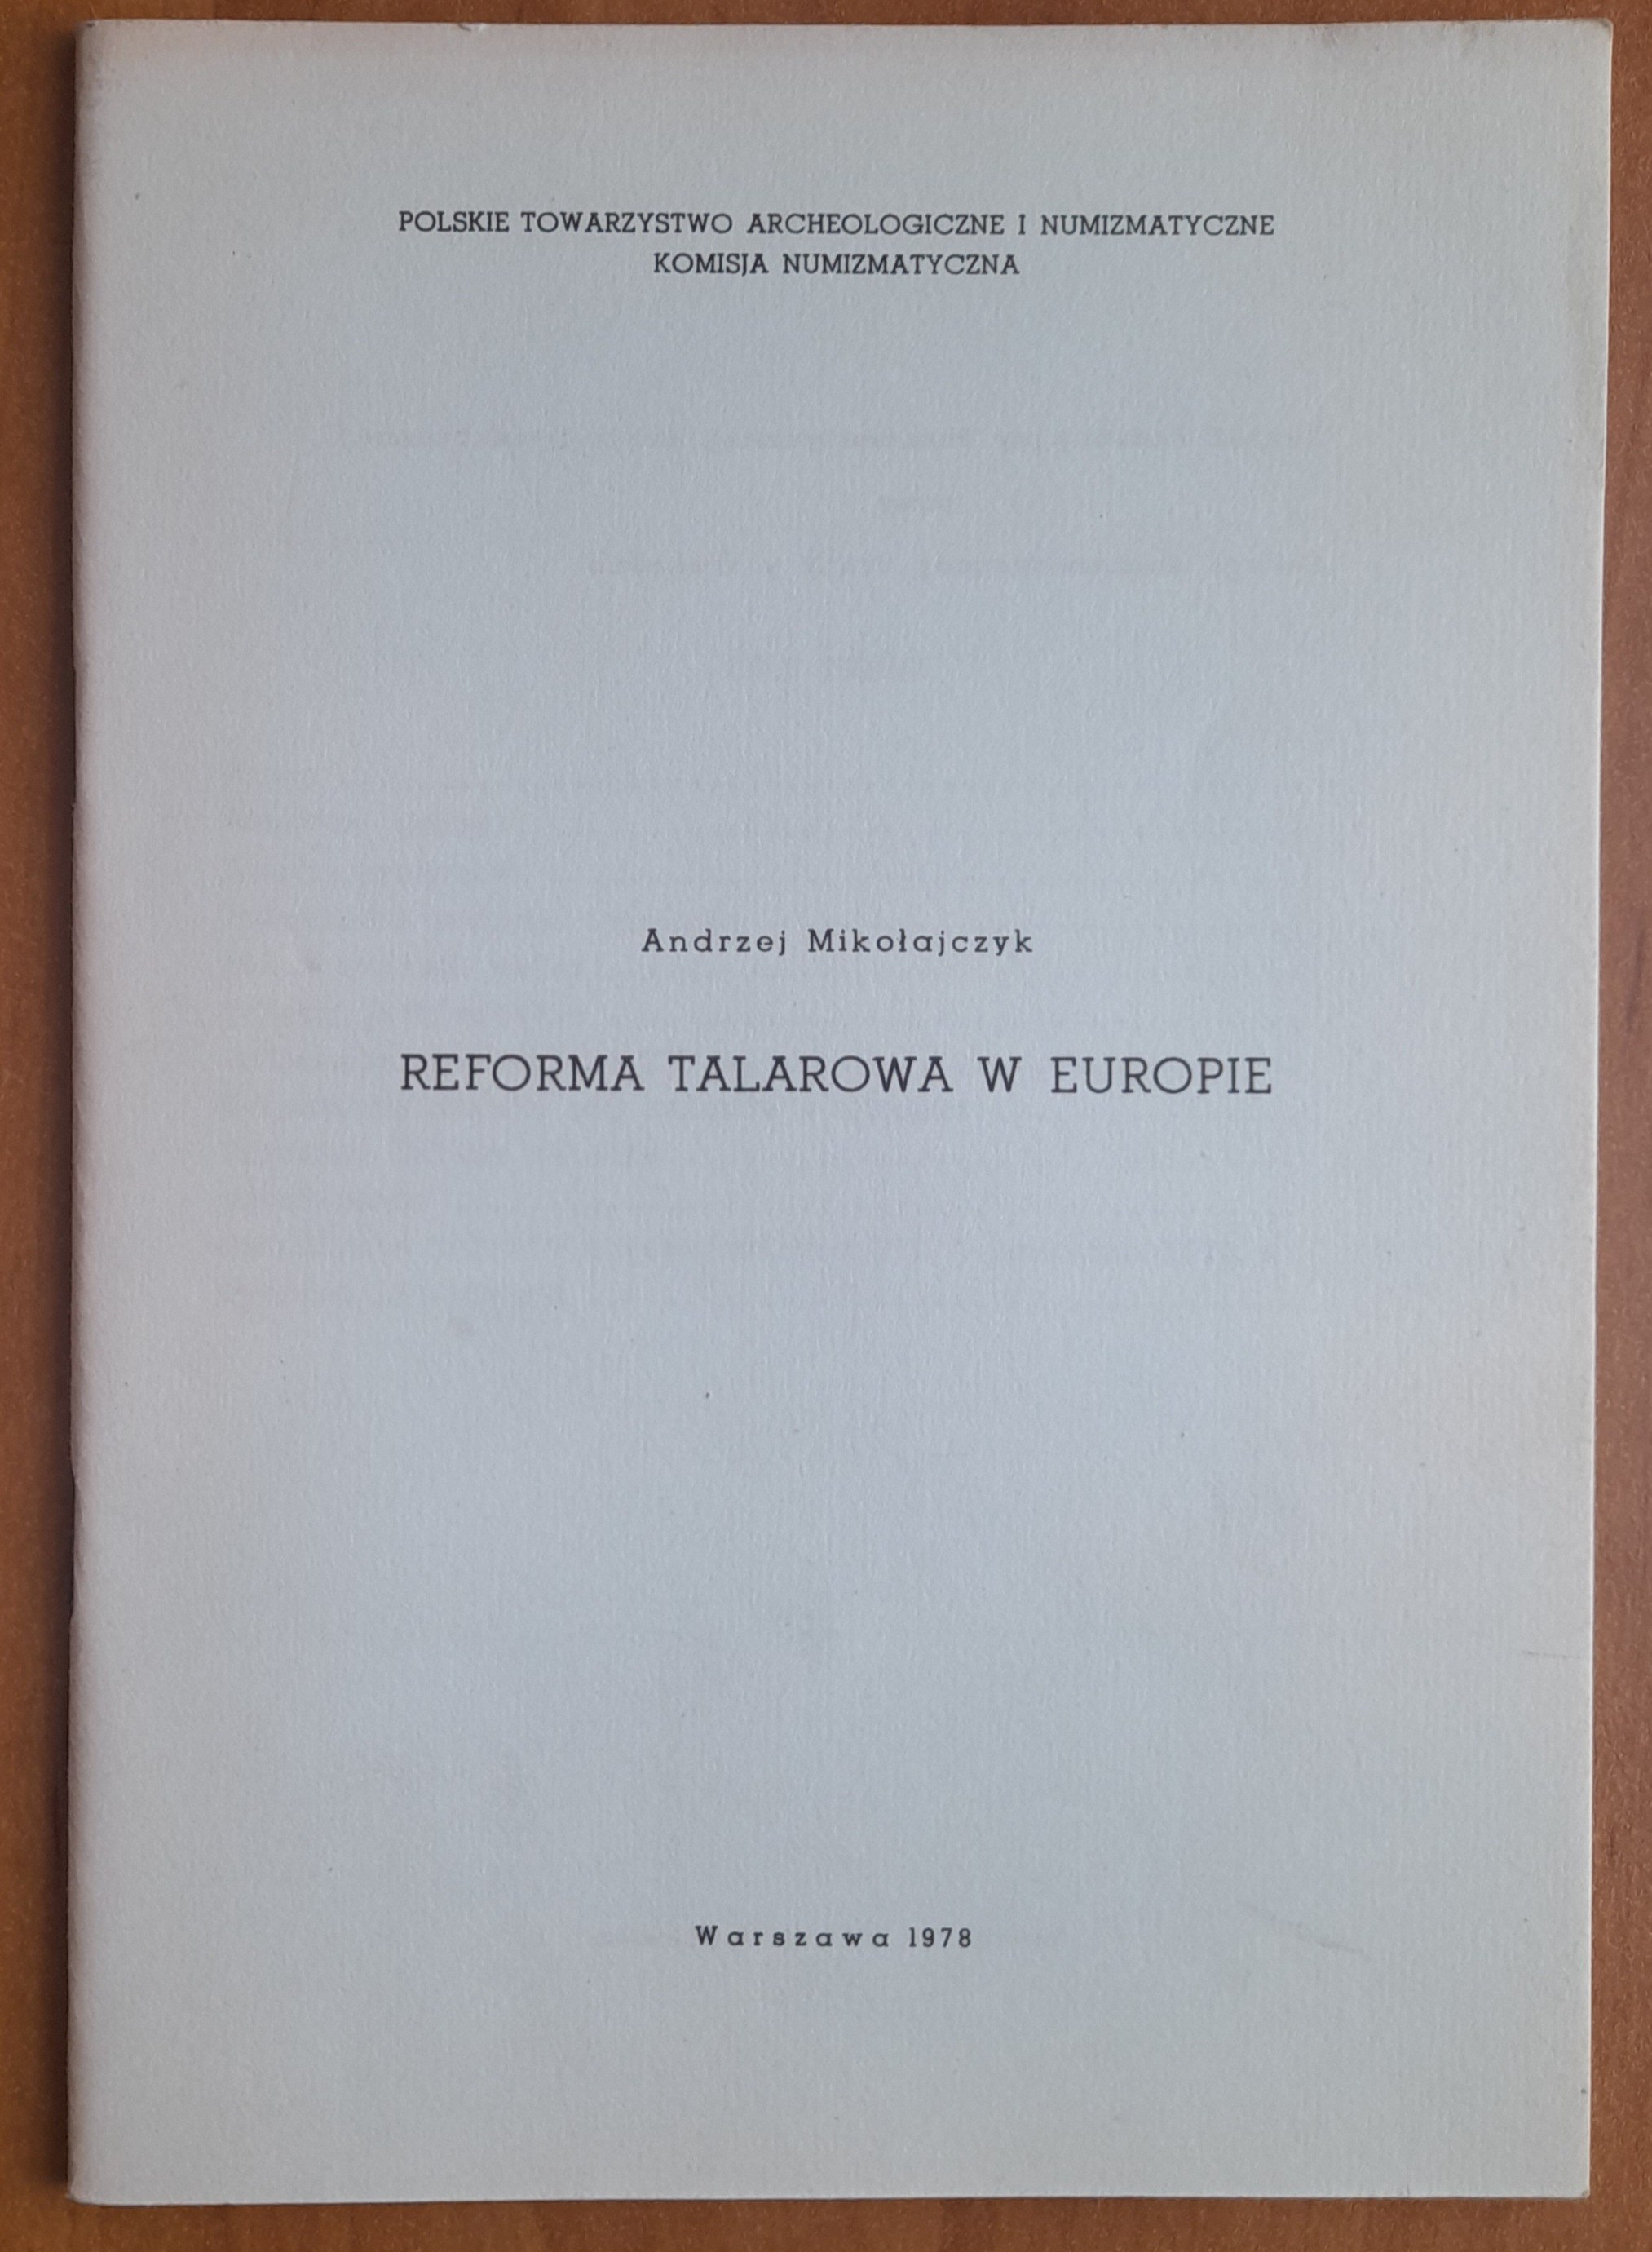 POLSKIE TOWARZYSTWO ARCHEOLOGICZNE I NUMIZMATYCZNE
KOMISJA NUMIZMATYCZNA
Andrzej Mikołajczyk
REFORMA TALAROWA W EUROPIE
Warszawa 1978